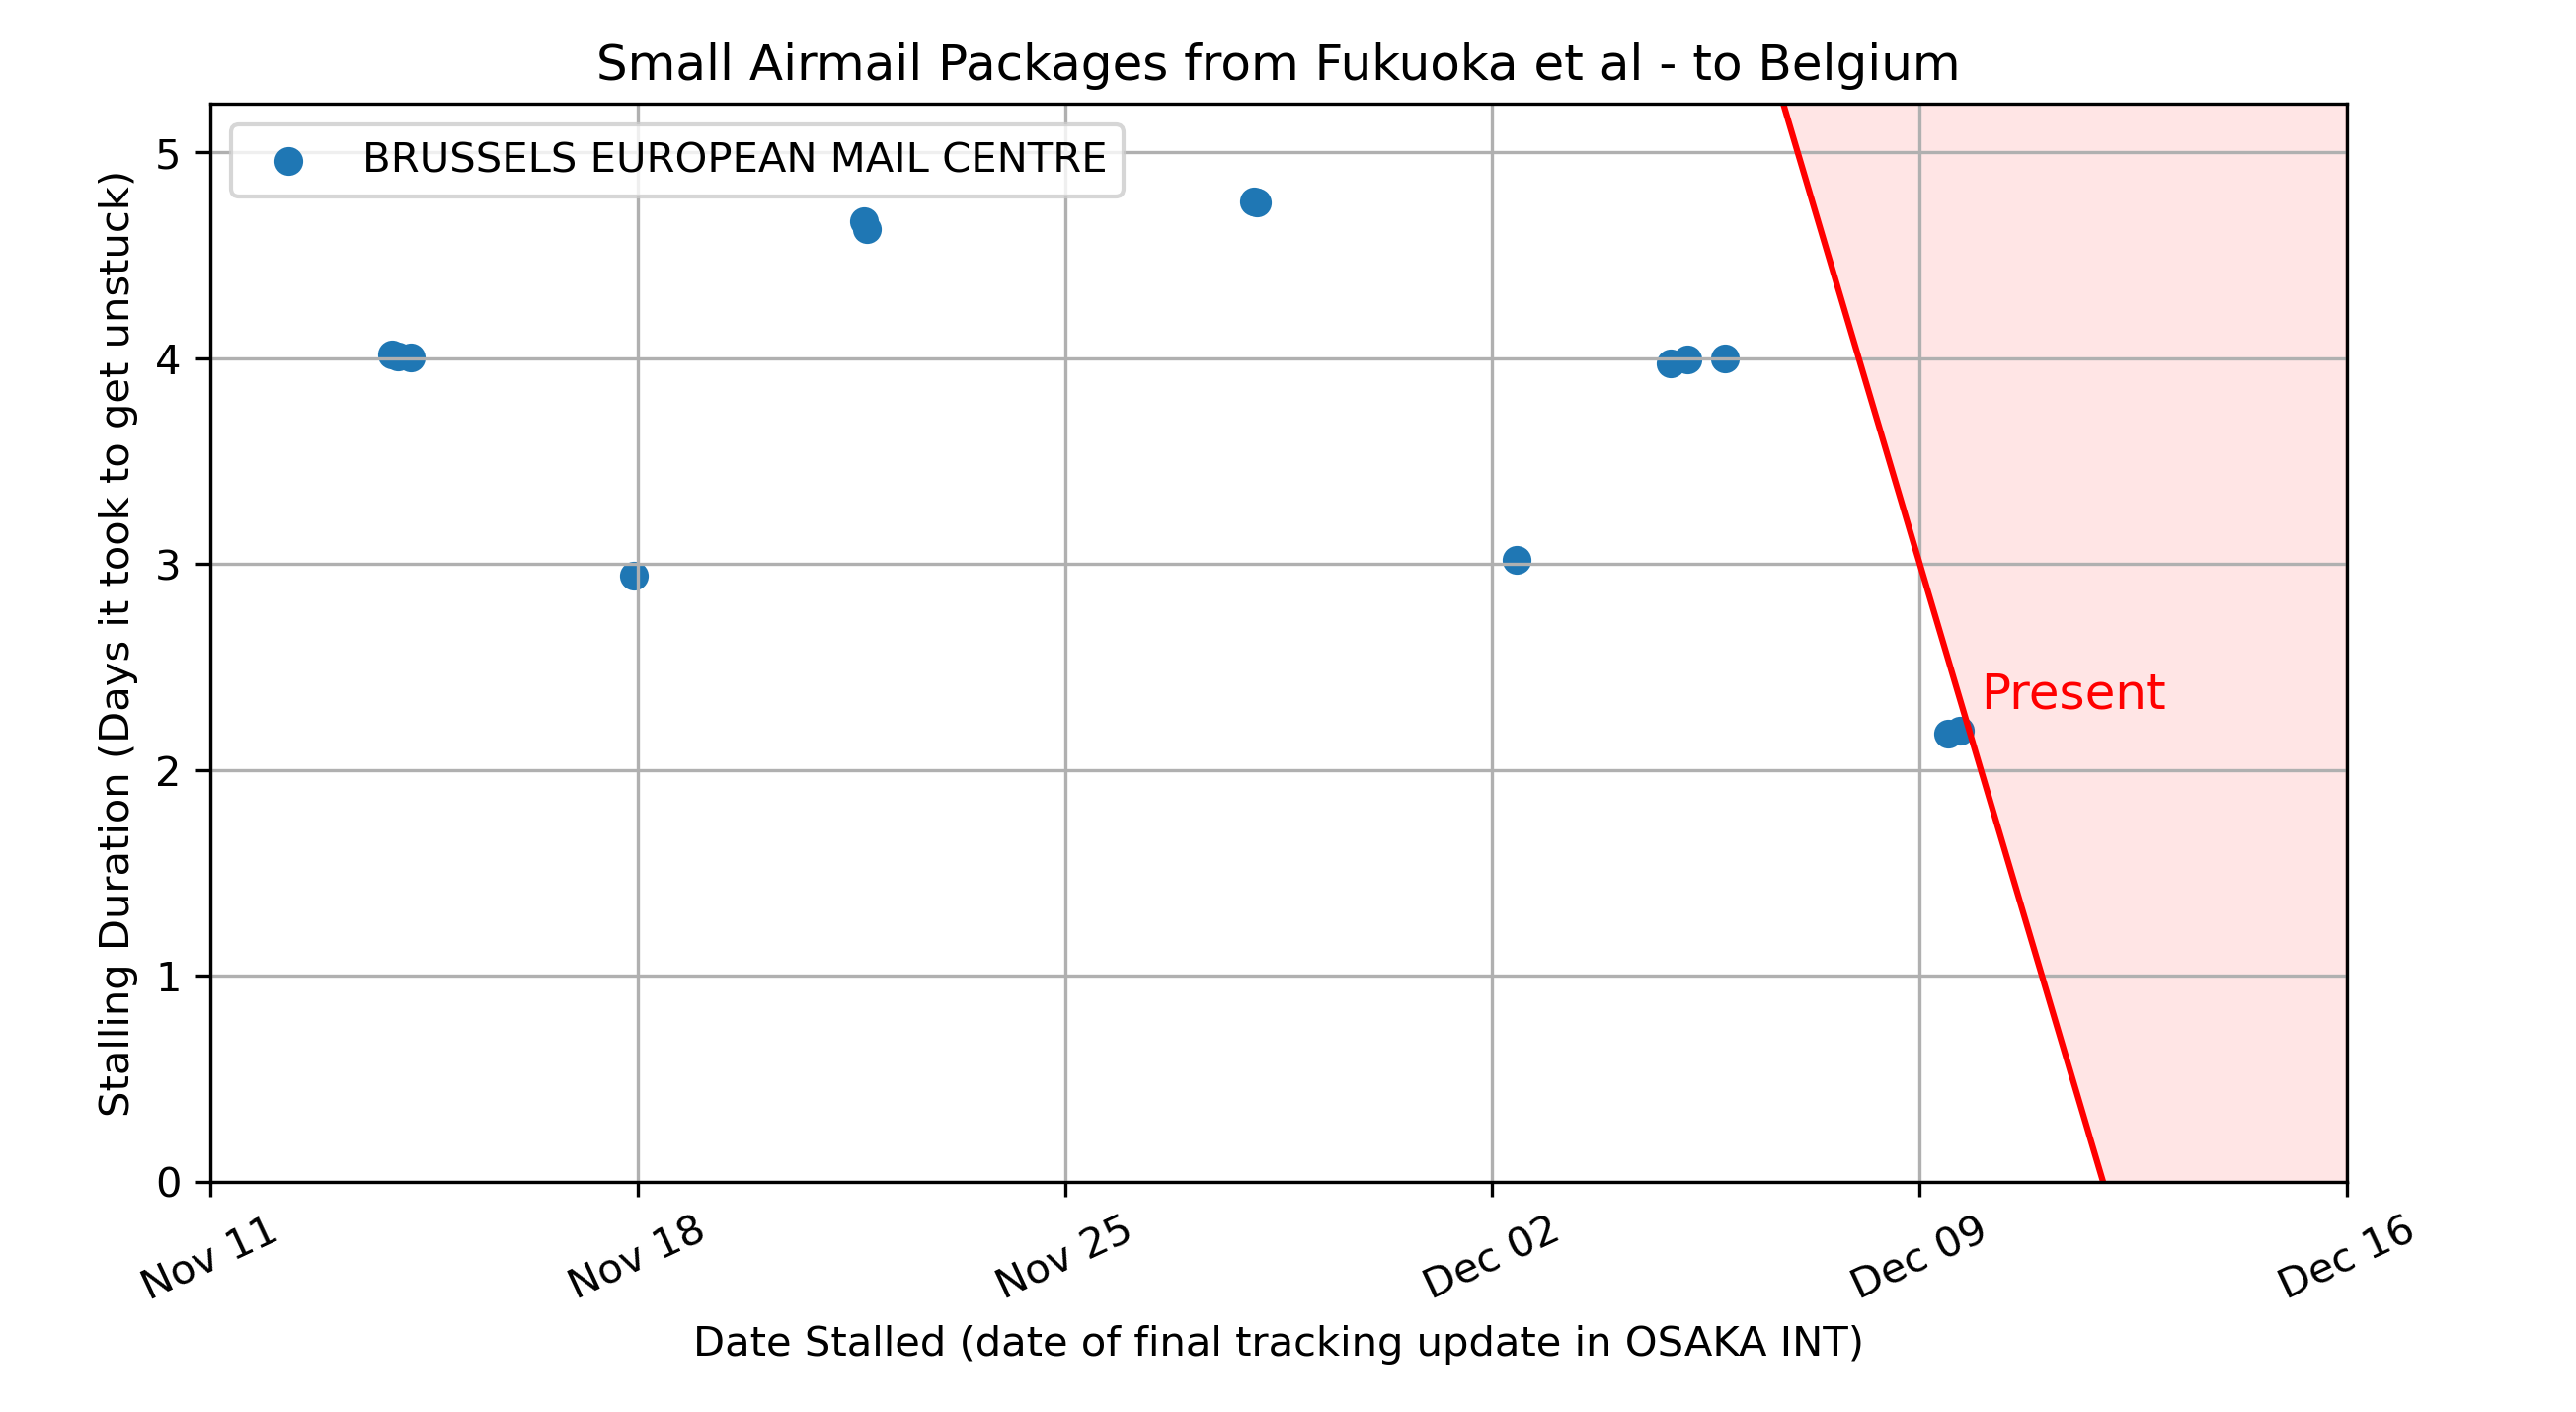 Small Airmail Packages from Fukuoka et al - to Belgium
BRUSSELS EUROPEAN MAIL CENTRE
Stalling Duration (Days it took to get unstuck)
5
4
3
2
1
0
Present
Nov 11
Nov 18
Nov 25
Dec 02
Dec 09
Dec 16
Date Stalled (date of final tracking update in OSAKA INT)